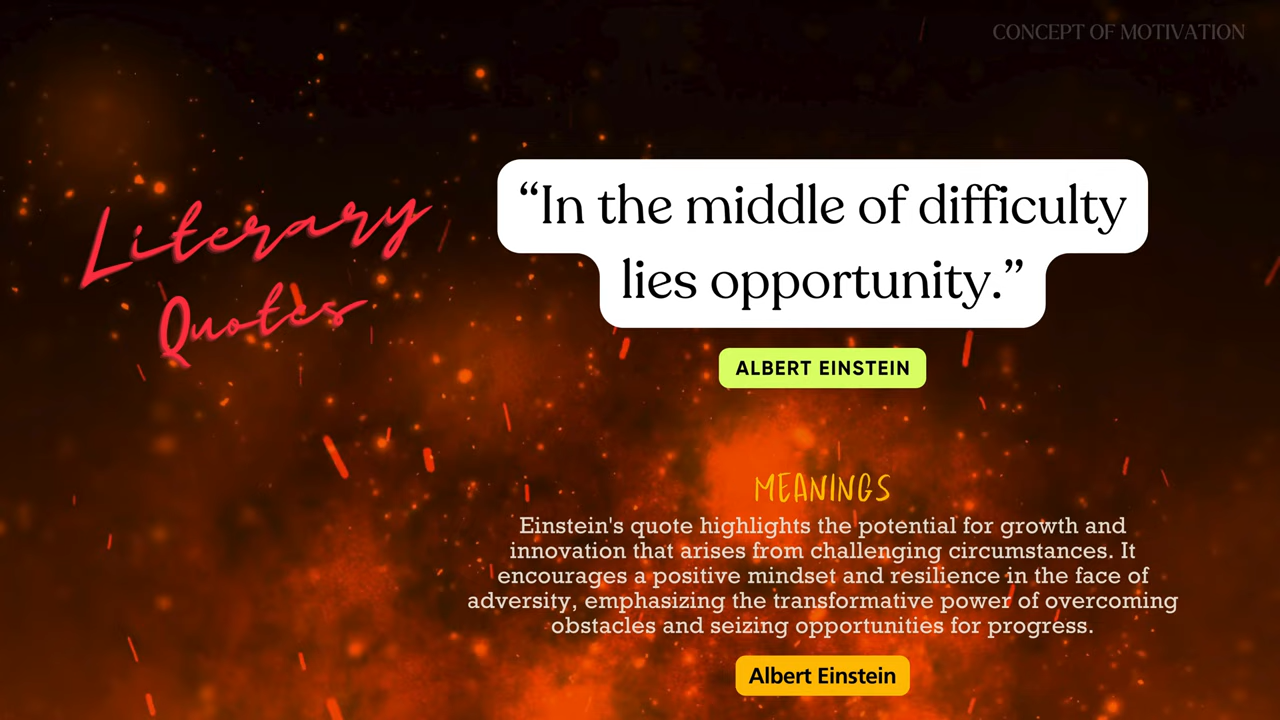 CONCEPT OF MOTIVATION
Literary
Quotes
“In the middle of difficulty
lies opportunity.”
ALBERT EINSTEIN
MEANINGS
Einstein's quote highlights the potential for growth and
innovation that arises from challenging circumstances. It
encourages a positive mindset and resilience in the face of
adversity, emphasizing the transformative power of overcoming
obstacles and seizing opportunities for progress.
Albert Einstein